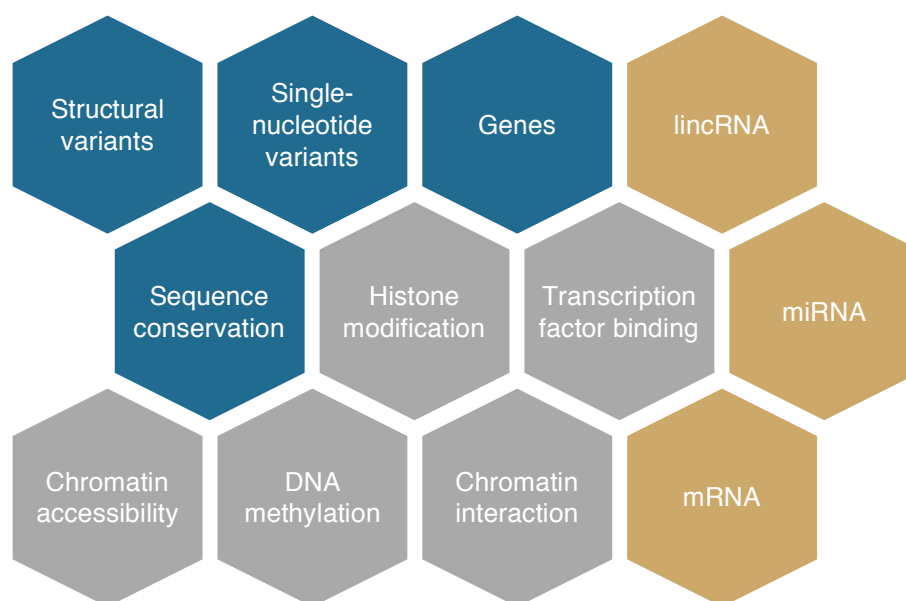 Structural
variants
Single-
nucleotide
variants
Genes
lincRNA
Sequence
conservation
Histone
modification
Transcription
factor binding
miRNA
Chromatin
accessibility
DNA
methylation
Chromatin
interaction
mRNA